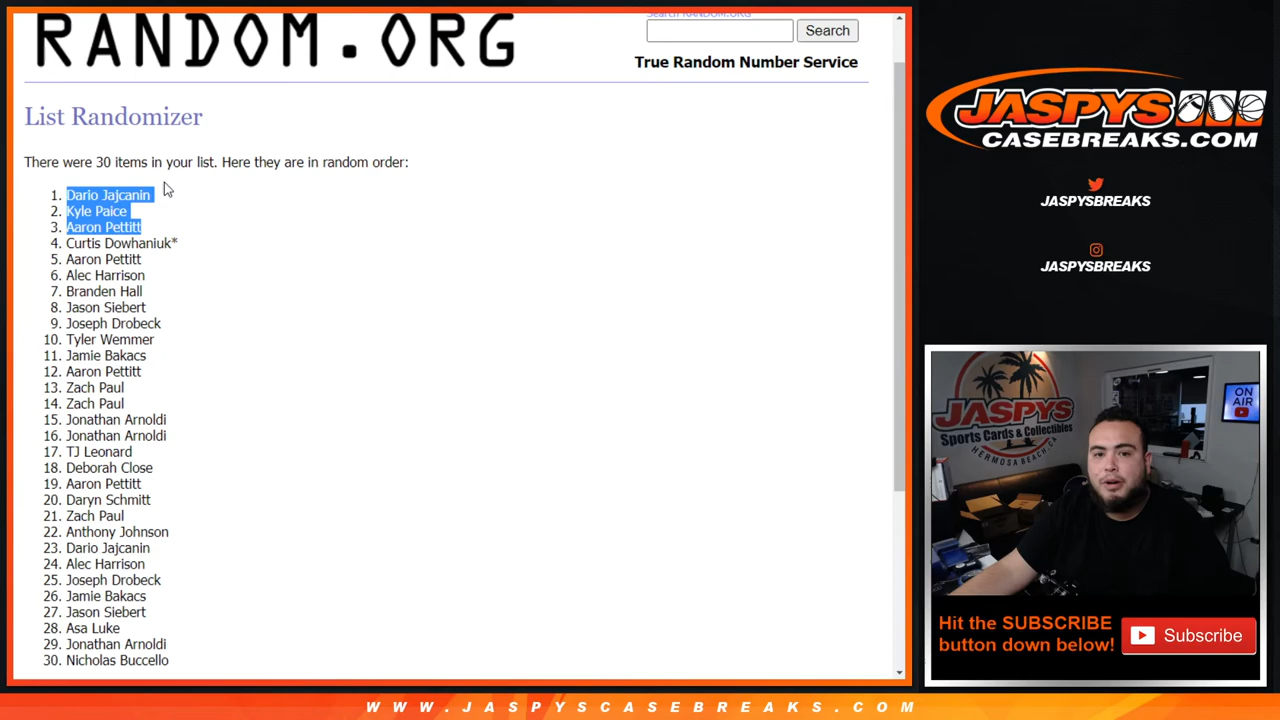 RANDOM.ORG
Search RANDOM.ORG
Search
True Random Number Service
List Randomizer
There were 30 items in your list. Here they are in random order:
1. Dario Jajcanin
2. Kyle Paice
3. Aaron Pettitt
4. Curtis Dowhaniuk*
5. Aaron Pettitt
6. Alec Harrison
7. Branden Hall
8. Jason Siebert
9. Joseph Drobeck
10. Tyler Wemmer
11. Jamie Bakacs
12. Aaron Pettitt
13. Zach Paul
14. Zach Paul
15. Jonathan Arnoldi
16. Jonathan Arnoldi
17. TJ Leonard
18. Deborah Close
19. Aaron Pettitt
20. Daryn Schmitt
21. Zach Paul
22. Anthony Johnson
23. Dario Jajcanin
24. Alec Harrison
25. Joseph Drobeck
26. Jamie Bakacs
27. Jason Siebert
28. Asa Luke
29. Jonathan Arnoldi
30. Nicholas Buccello
JASPYS
CASEBREAKS.COM
JASPYSBREAKS
JASPYSBREAKS
JASPYS
Sports Cards & Collectibles
HERMOSA BEACH, CA
ON
AIR
Hit the SUBSCRIBE
button down below!
Subscribe
WWW.JASPYSCASEBREAKS.COM